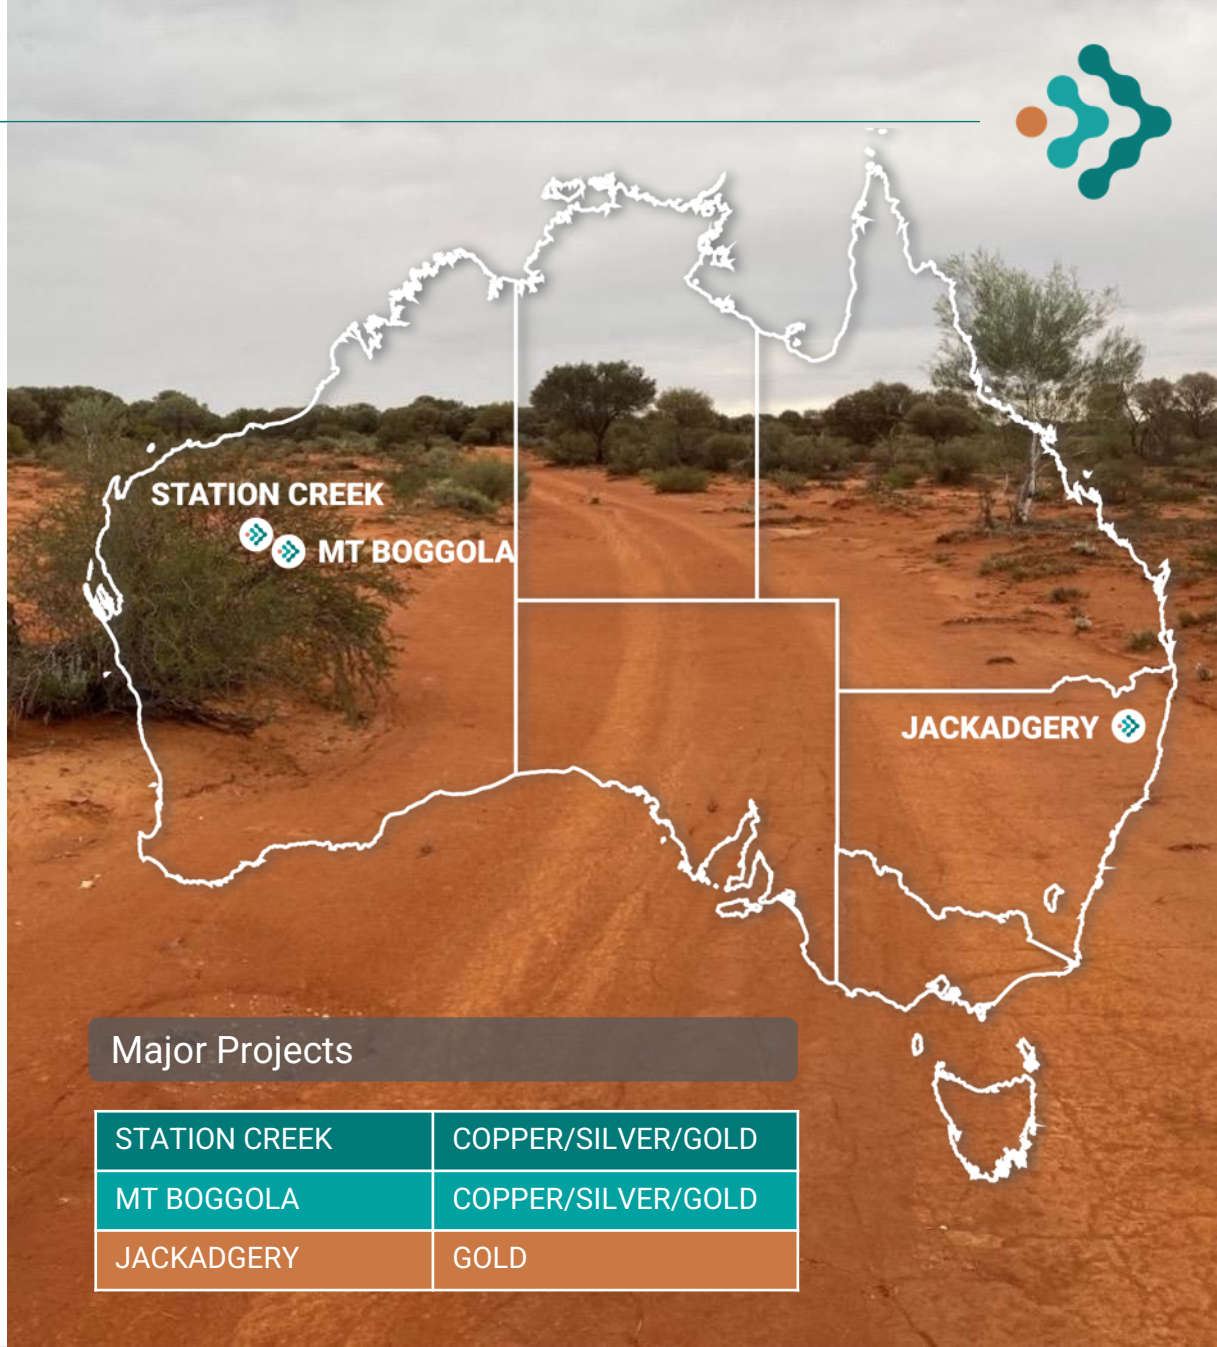 STATION CREEK
MT BOGGOLA
JACKADGERY
Major Projects
STATION CREEK COPPER/SILVER/GOLD
MT BOGGOLA COPPER/SILVER/GOLD
JACKADGERY GOLD